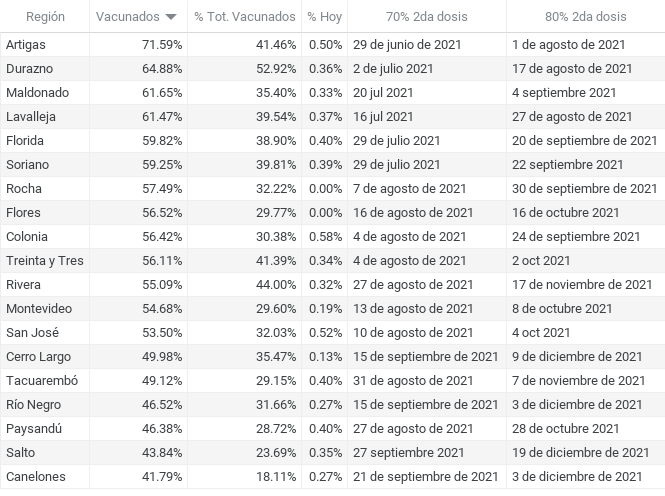 Región Vacunados % Tot. Vacunados % Hoy 70% 2da dosis 80% 2da dosis
Artigas 71.59% 41.46% 0.50% 29 de junio de 2021 1 de agosto de 2021
Durazno 64.88% 52.92% 0.36% 2 de julio 2021 17 de agosto de 2021
Maldonado 61.65% 35.40% 0.33% 20 jul 2021 4 septiembre 2021
Lavalleja 61.47% 39.54% 0.37% 16 jul 2021 27 de agosto de 2021
Florida 59.82% 38.90% 0.40% 29 de julio 2021 20 de septiembre de 2021
Soriano 59.25% 39.81% 0.39% 29 de julio 2021 22 septiembre 2021
Rocha 57.49% 32.22% 0.00% 7 de agosto de 2021 30 de septiembre de 2021
Flores 56.52% 29.77% 0.00% 16 de agosto de 2021 16 de octubre 2021
Colonia 56.42% 30.38% 0.58% 4 de agosto de 2021 24 de septiembre 2021
Treinta y Tres 56.11% 41.39% 0.34% 4 de agosto de 2021 2 oct 2021
Rivera 55.09% 44.00% 0.32% 27 de agosto de 2021 17 de noviembre de 2021
Montevideo 54.68% 29.60% 0.19% 13 de agosto de 2021 8 de octubre 2021
San José 53.50% 32.03% 0.52% 10 de agosto de 2021 4 oct 2021
Cerro Largo 49.98% 35.47% 0.13% 15 de septiembre de 2021 9 de diciembre de 2021
Tacuarembó 49.12% 29.15% 0.40% 31 de agosto de 2021 7 de noviembre de 2021
Río Negro 46.52% 31.66% 0.27% 15 de septiembre de 2021 3 de diciembre de 2021
Paysandú 46.38% 28.72% 0.40% 27 de agosto de 2021 28 de octubre 2021
Salto 43.84% 23.69% 0.35% 27 septiembre 2021 19 de diciembre de 2021
Canelones 41.79% 18.11% 0.27% 21 de septiembre de 2021 3 de diciembre de 2021